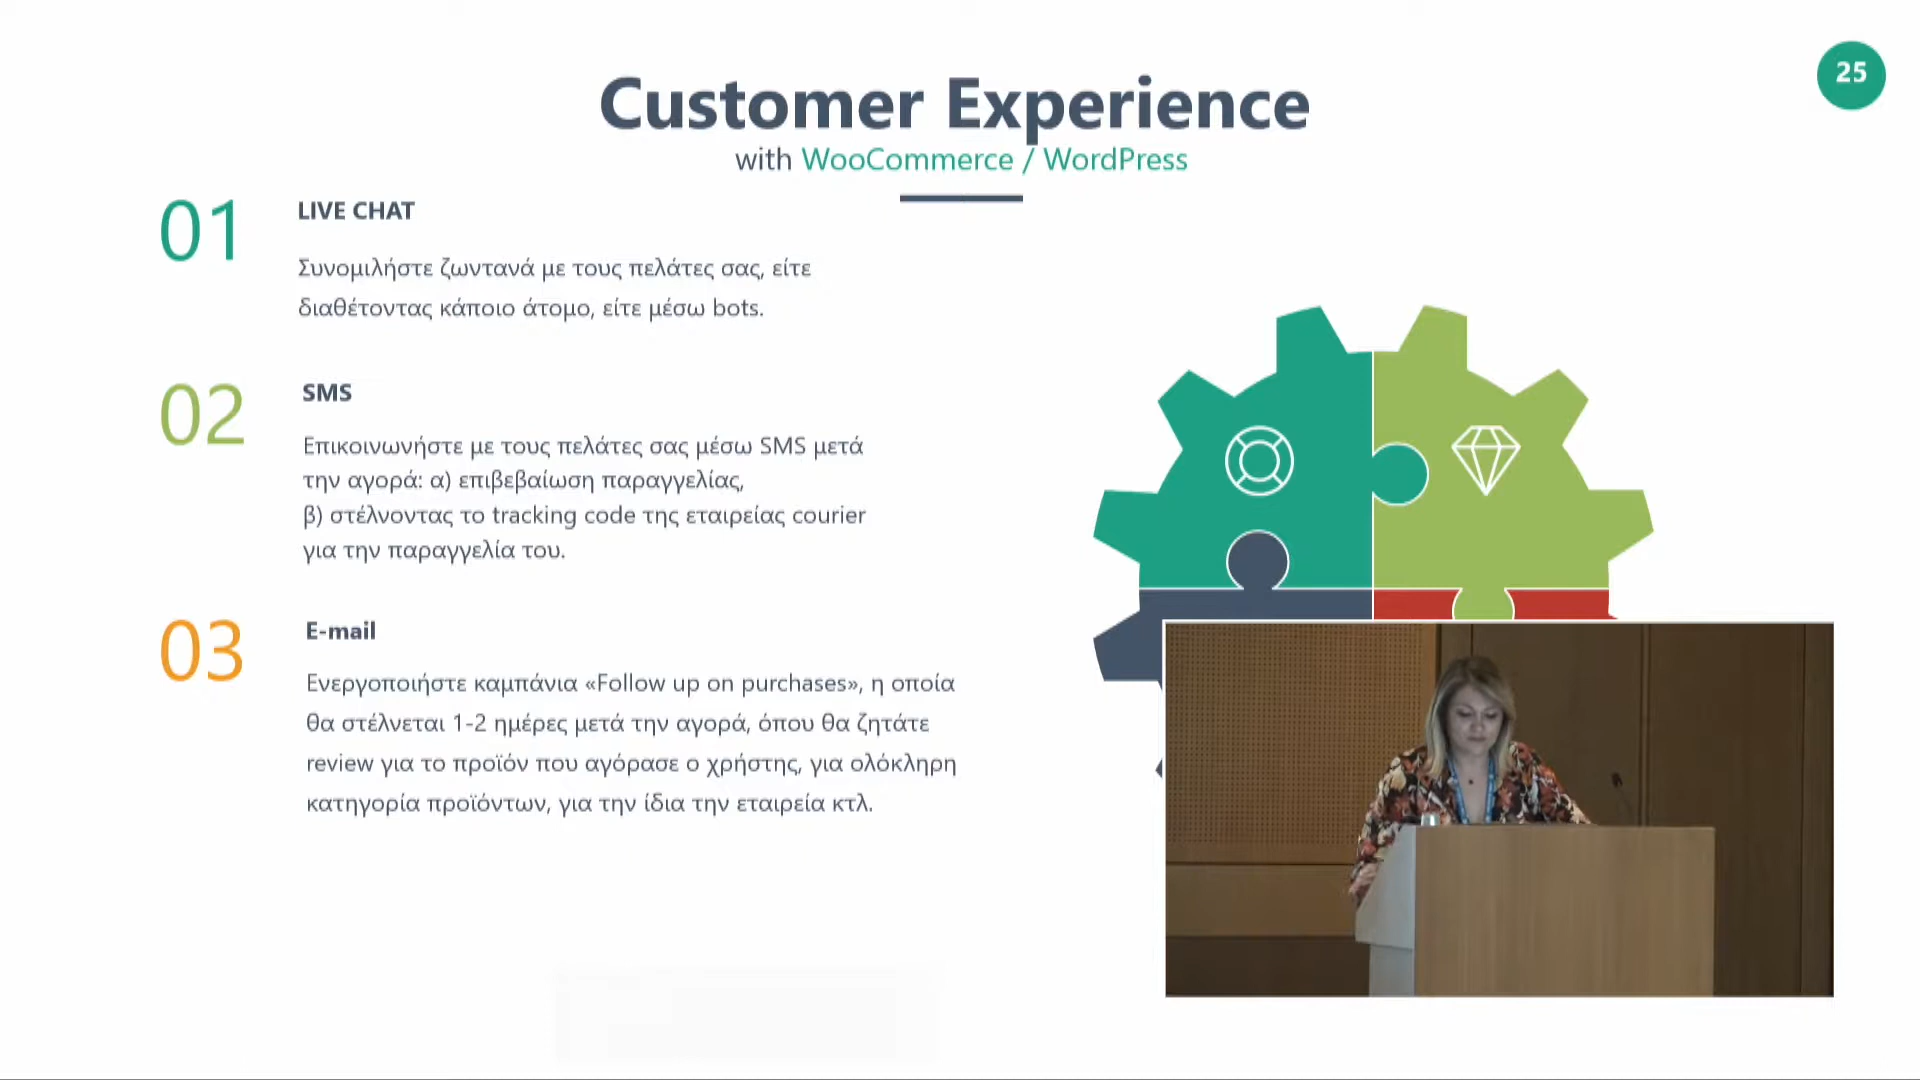 25
Customer Experience
with WooCommerce / WordPress
01
LIVE CHAT
Συνομιλήστε ζωντανά με τους πελάτες σας, είτε
διαθέτοντας κάποιο άτομο, είτε μέσω bots.
02
SMS
Επικοινωνήστε με τους πελάτες σας μέσω SMS μετά
την αγορά: α) επιβεβαίωση παραγγελίας,
β) στέλνοντας το tracking code της εταιρείας courier
για την παραγγελία του.
03
E-mail
Ενεργοποιήστε καμπάνια «Follow up on purchases», η οποία
θα στέλνεται 1-2 ημέρες μετά την αγορά, όπου θα ζητάτε
review για το προϊόν που αγόρασε ο χρήστης, για ολόκληρη
κατηγορία προϊόντων, για την ίδια την εταιρεία κτλ.